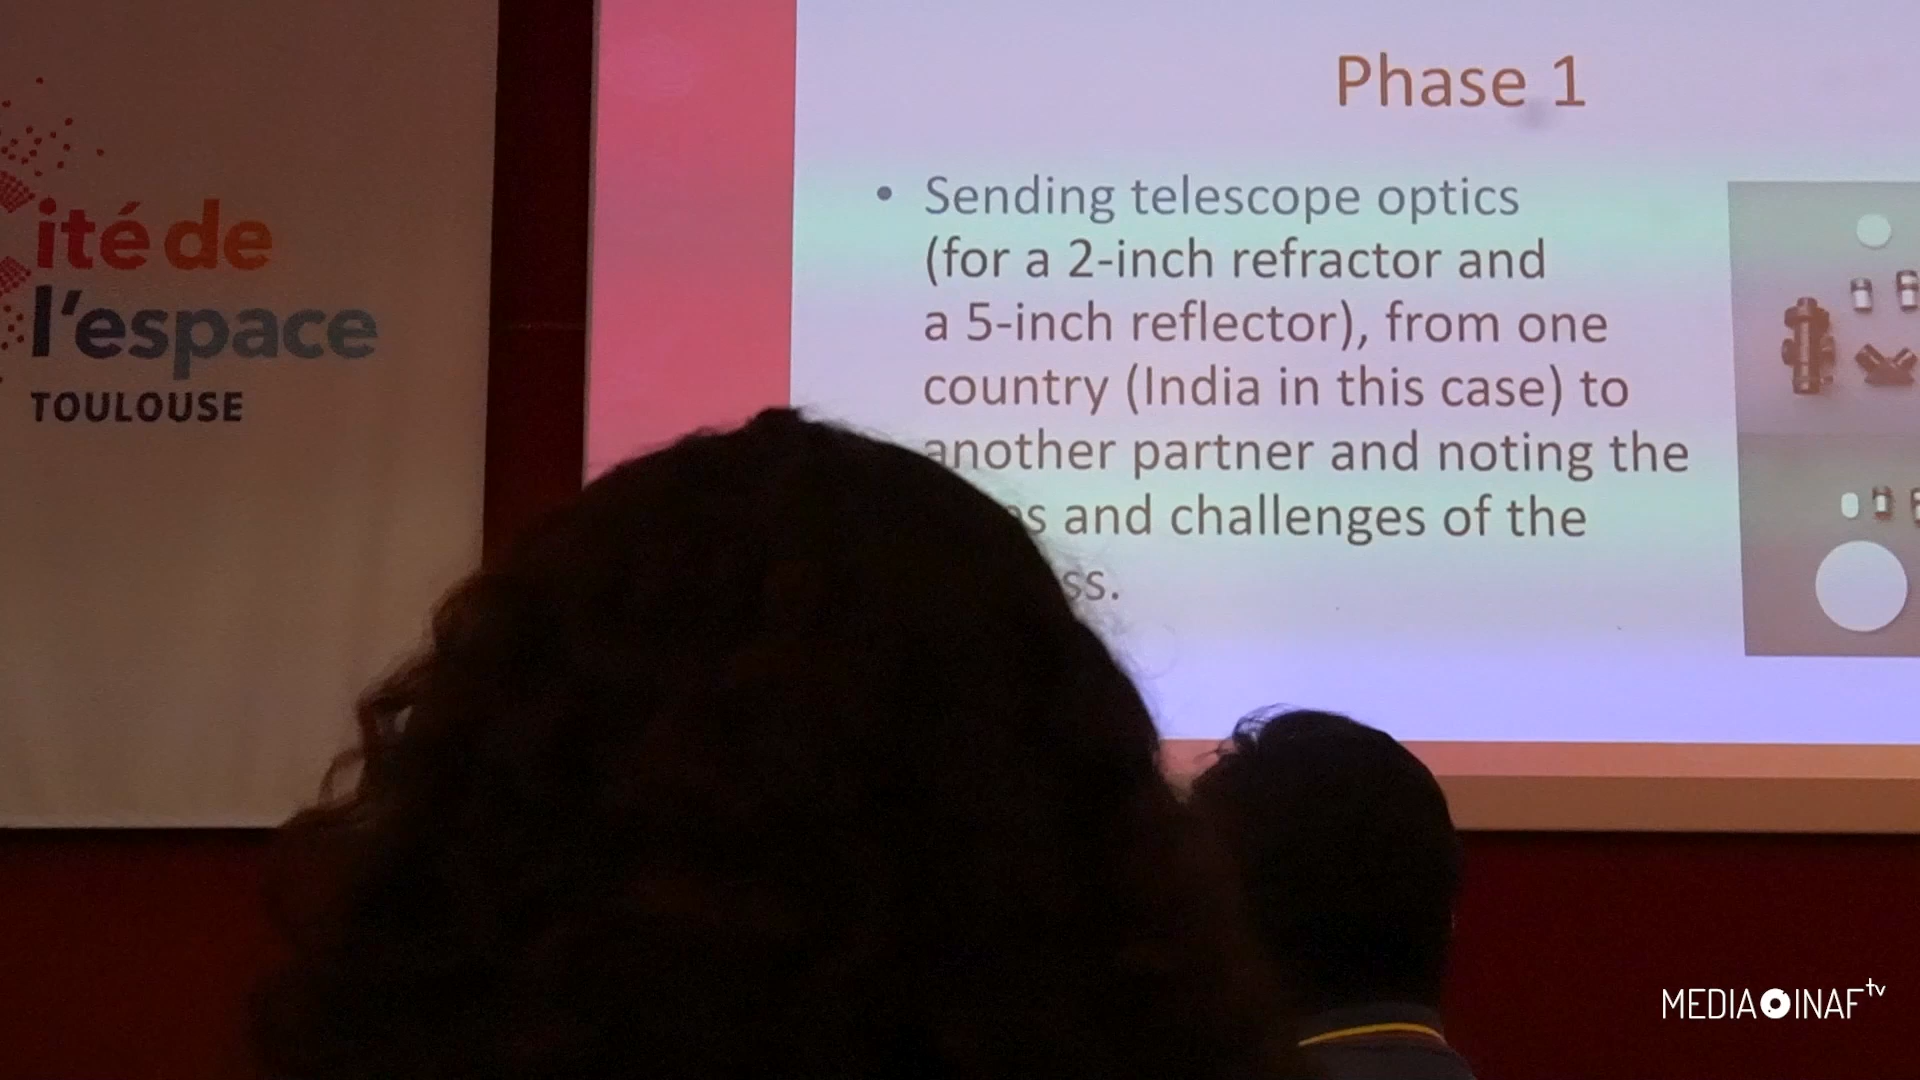 ité de
l'espace
TOULOUSE
Phase 1
• Sending telescope optics
(for a 2-inch refractor and
a 5-inch reflector), from one
country (India in this case) to
another partner and noting the
and challenges of the
MEDIA INAF tv